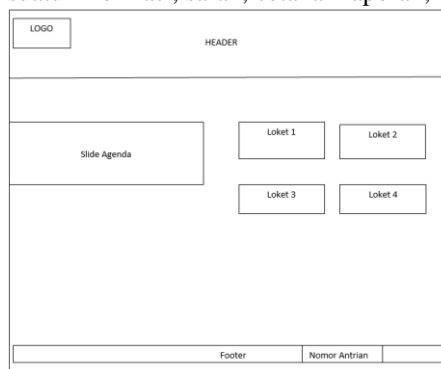 LOGO
HEADER
Loket 1
Loket 2
Slide Agenda
Loket 3
Loket 4
Footer
Nomor Antrian